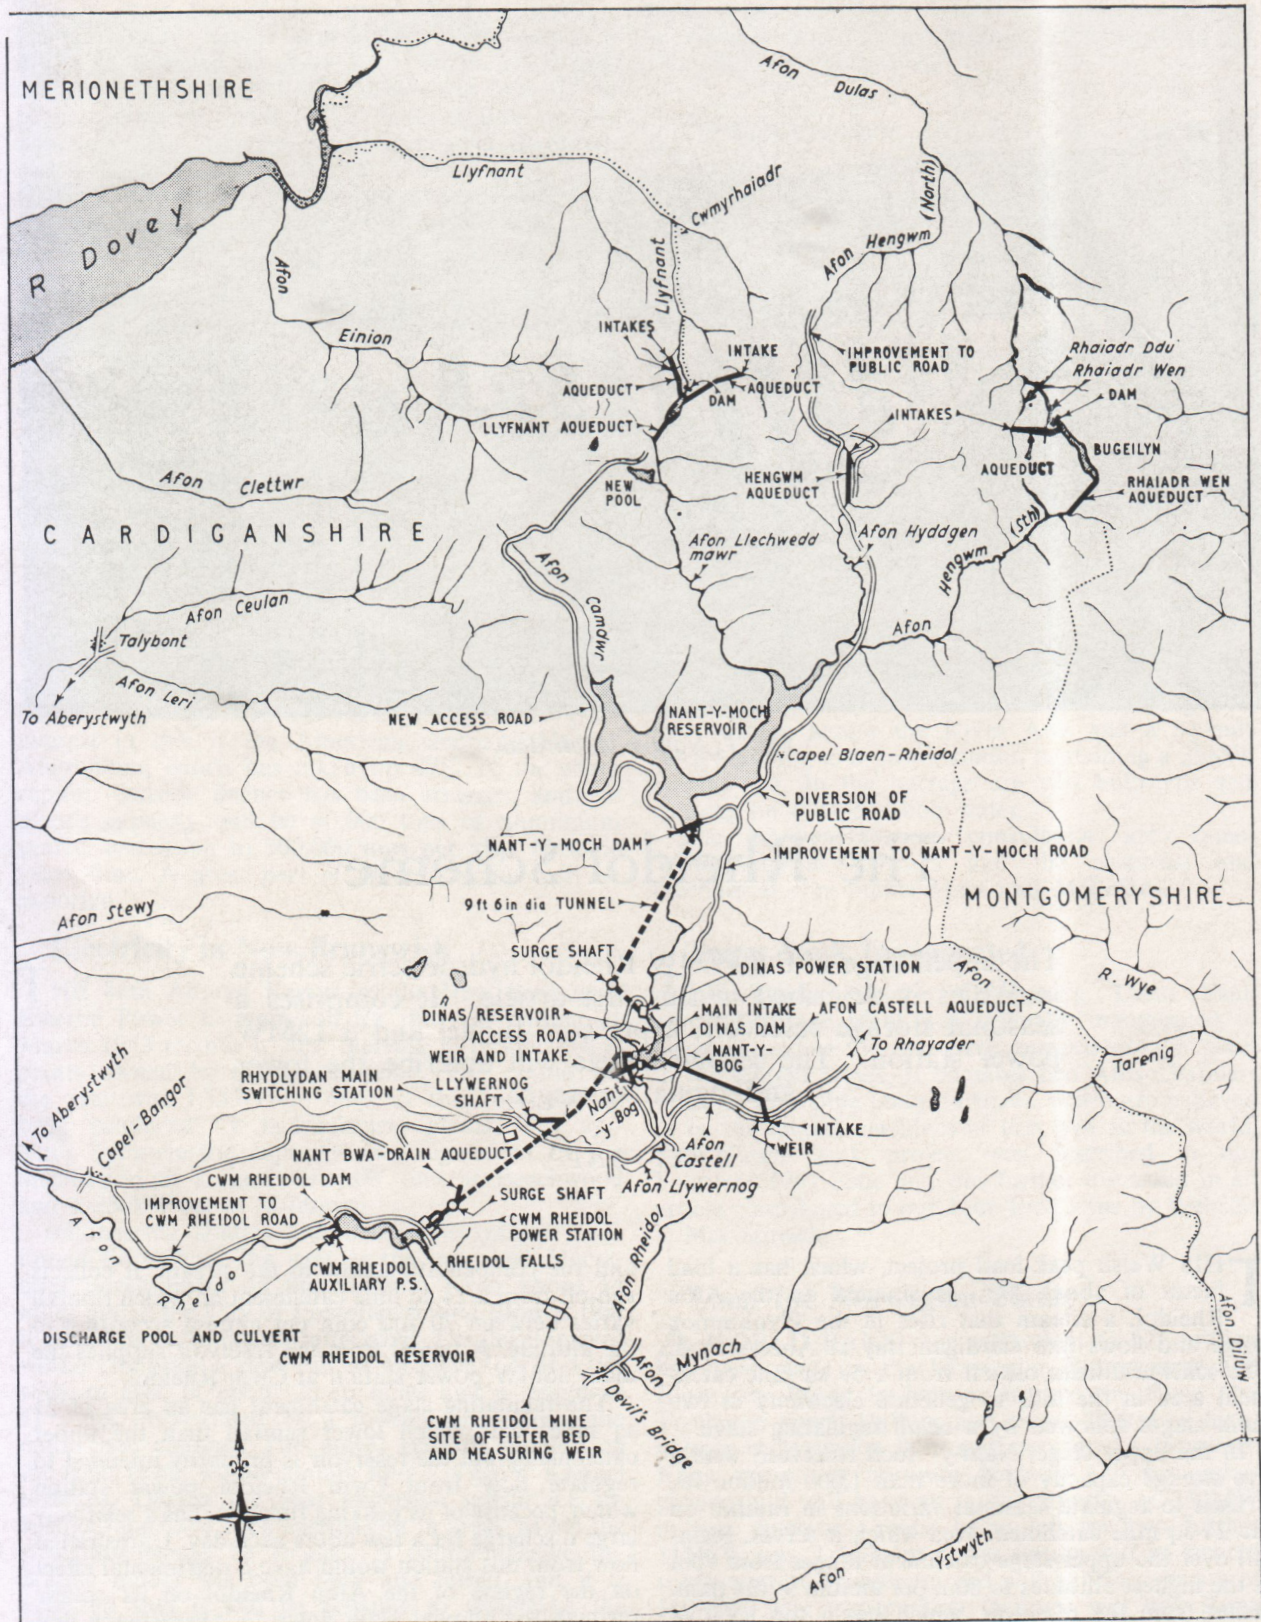 MERIONETHSHIRE
R Dovey
Afon
Dulas
Llyfnant
Cwmyrhaiadr
Afon Hengwm (North)
Llyfnant
Afon
Einion
INTAKES
INTAKE
AQUEDUCT
AQUEDUCT
DAM
LLYFNANT AQUEDUCT
IMPROVEMENT TO
PUBLIC ROAD
Rhaiadr Ddu
Rhaiadr Wen
DAM
INTAKES
BUGEILYN
AQUEDUCT
RHAIADR WEN
AQUEDUCT
HENGWM
AQUEDUCT
NEW
POOL
Afon Clettwr
CARDIGANSHIRE
Afon Llechwedd
mawr
Afon Hyddgen
Hengwm (Sth)
Afon
Afon
Camdwr
Afon Ceulan
Talybont
Afon Leri
To Aberystwyth
NEW ACCESS ROAD
NANT-Y-MOCH
RESERVOIR
Capel Blaen-Rheidol
DIVERSION OF
PUBLIC ROAD
NANT-Y-MOCH DAM
IMPROVEMENT TO NANT-Y-MOCH ROAD
MONTGOMERYSHIRE
9ft 6in dia TUNNEL
Afon Stewy
SURGE SHAFT
DINAS POWER STATION
Afon
R. Wye
Tarenig
DINAS RESERVOIR
MAIN INTAKE
AFON CASTELL AQUEDUCT
ACCESS ROAD
DINAS DAM
WEIR AND INTAKE
NANT-Y-
BOG
To Rhayader
RHYDLYDAN MAIN
SWITCHING STATION
LLYWERNOG
SHAFT
Nant
-y-Bog
To Aberystwyth
Capel-Bangor
INTAKE
WEIR
Afon
Castell
Afon Llywernog
NANT BWA-DRAIN AQUEDUCT
CWM RHEIDOL DAM
SURGE SHAFT
IMPROVEMENT TO
CWM RHEIDOL ROAD
CWM RHEIDOL
POWER STATION
Afon
Rheidol
CWM RHEIDOL
AUXILIARY P.S.
RHEIDOL FALLS
Afon Rheidol
DISCHARGE POOL AND CULVERT
CWM RHEIDOL RESERVOIR
Afon Mynach
Devil's Bridge
Afon Diluw
CWM RHEIDOL MINE
SITE OF FILTER BED
AND MEASURING WEIR
Afon Ystwyth